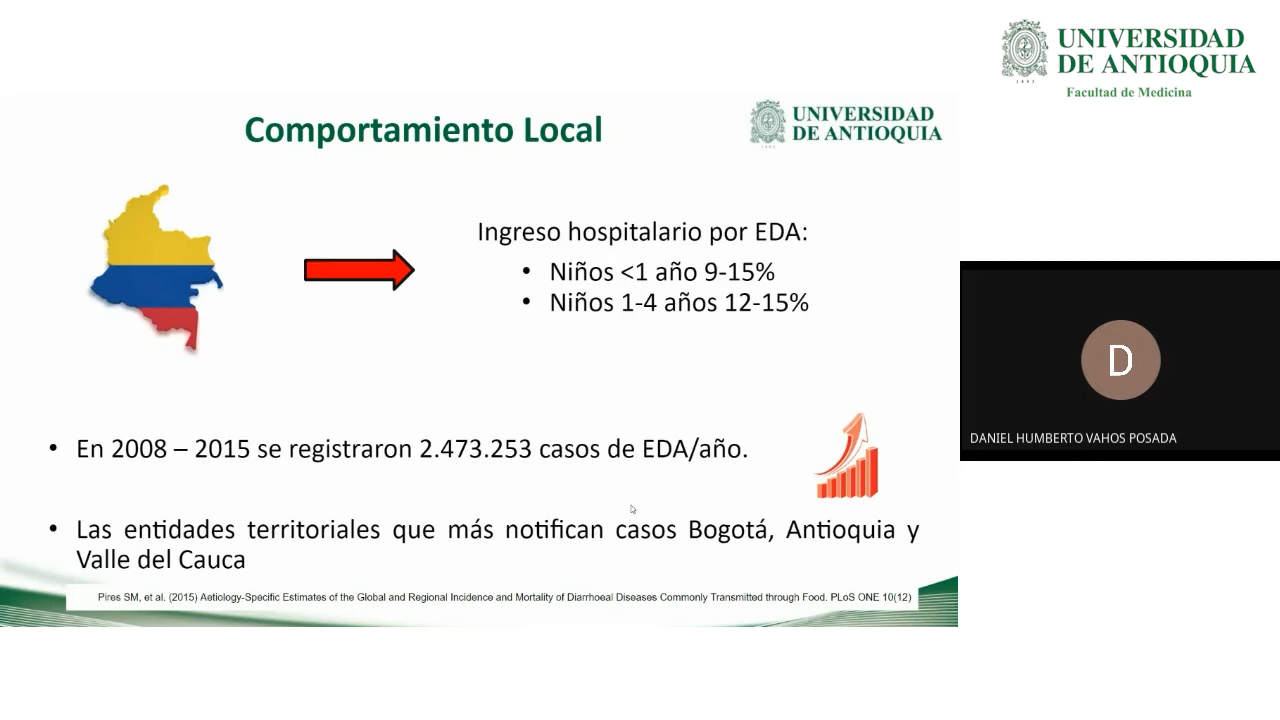 UNIVERSIDAD
DE ANTIOQUIA
1803
Facultad de Medicina
Comportamiento Local
UNIVERSIDAD
DE ANTIOQUIA
1803
Ingreso hospitalario por EDA:
• Niños <1 año 9-15%
• Niños 1-4 años 12-15%
• En 2008 – 2015 se registraron 2.473.253 casos de EDA/año.
• Las entidades territoriales que más notifican casos Bogotá, Antioquia y
Valle del Cauca
Pires SM, et al. (2015) Aetiology-Specific Estimates of the Global and Regional Incidence and Mortality of Diarrhoeal Diseases Commonly Transmitted through Food. PLoS ONE 10(12)
D
DANIEL HUMBERTO VAHOS POSADA